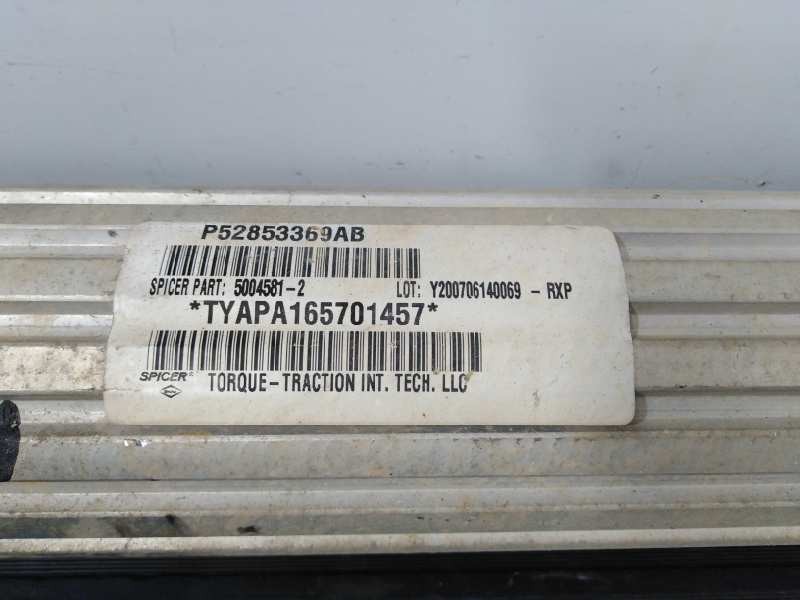 P52853369AB
SPICER PART: 5004581-2 LOT: Y200706140069 - RXP
*TYAPA165701457*
SPICER® TORQUE-TRACTION INT. TECH. LLC